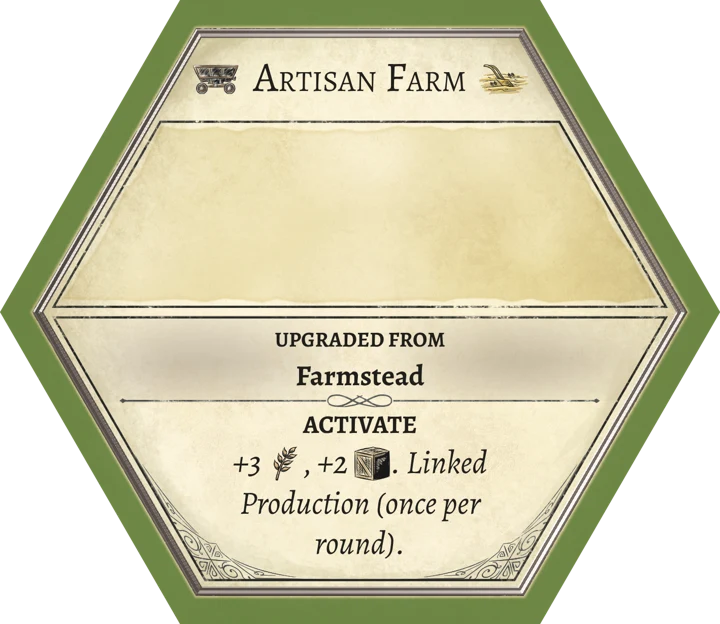 Artisan Farm
UPGRADED FROM
Farmstead
ACTIVATE
+3 , +2 . Linked
Production (once per
round).